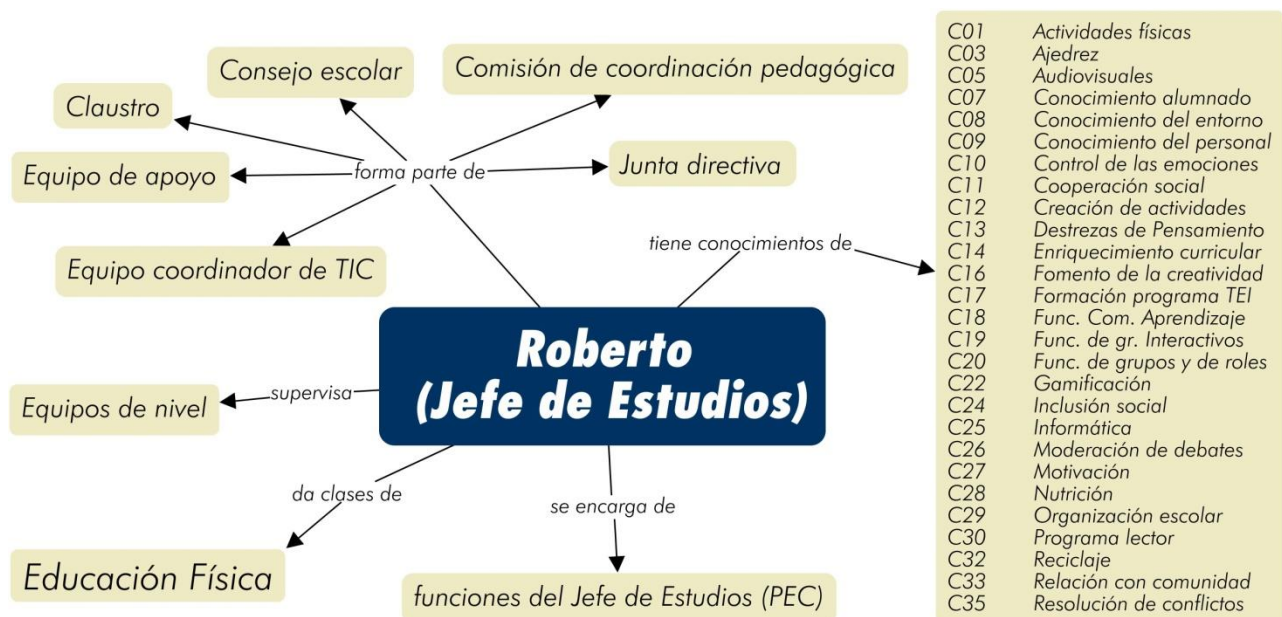 Consejo escolar
Comisión de coordinación pedagógica
Claustro
Equipo de apoyo
forma parte de
Junta directiva
Equipo coordinador de TIC
tiene conocimientos de
Roberto
(Jefe de Estudios)
Equipos de nivel
supervisa
da clases de
se encarga de
Educación Física
funciones del Jefe de Estudios (PEC)
C01 Actividades físicas
C03 Ajedrez
C05 Audiovisuales
C07 Conocimiento alumnado
C08 Conocimiento del entorno
C09 Conocimiento del personal
C10 Control de las emociones
C11 Cooperación social
C12 Creación de actividades
C13 Destrezas de Pensamiento
C14 Enriquecimiento curricular
C16 Fomento de la creatividad
C17 Formación programa TEI
C18 Func. Com. Aprendizaje
C19 Func. de gr. Interactivos
C20 Func. de grupos y de roles
C22 Gamificación
C24 Inclusión social
C25 Informática
C26 Moderación de debates
C27 Motivación
C28 Nutrición
C29 Organización escolar
C30 Programa lector
C32 Reciclaje
C33 Relación con comunidad
C35 Resolución de conflictos